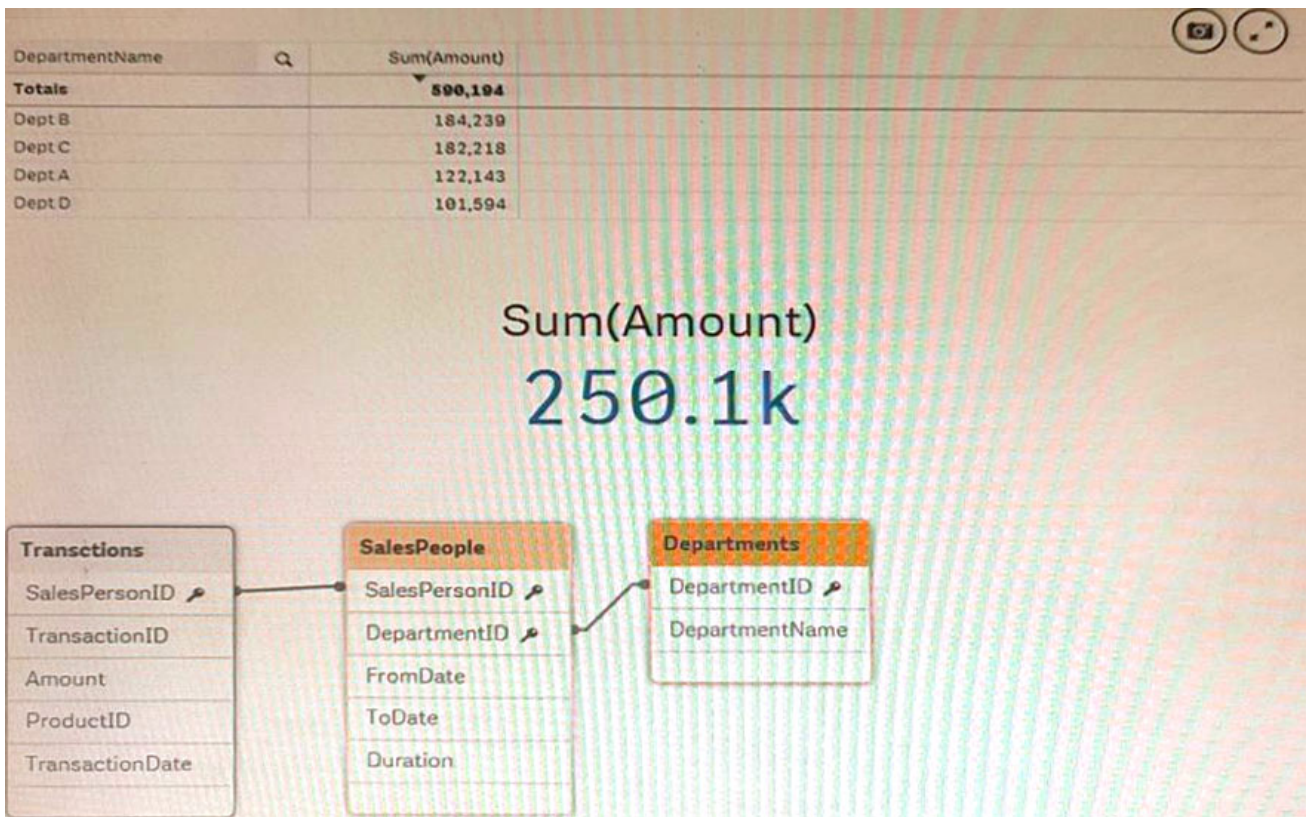 DepartmentName Sum(Amount)
Totals 590,194
Dept B 184,239
Dept C 182,218
Dept A 122,143
Dept D 101,594
Sum(Amount)
250.1k
Transctions
SalesPersonID
TransactionID
Amount
ProductID
TransactionDate
SalesPeople
SalesPersonID
DepartmentID
FromDate
ToDate
Duration
Departments
DepartmentID
DepartmentName